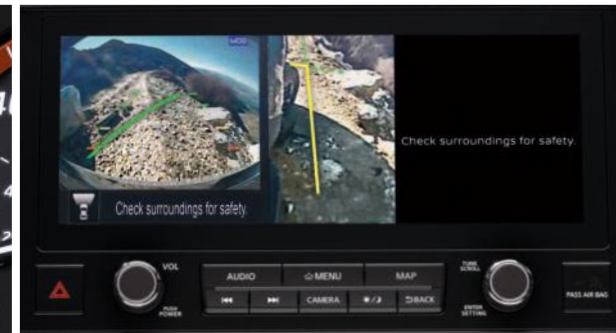 MOD
Check surroundings for safety.
Check surroundings for safety.
VOL
PUSH
POWER
AUDIO
MENU
MAP
CAMERA
BACK
TUNE
SCROLL
ENTER
SETTING
PASS AIR BAG